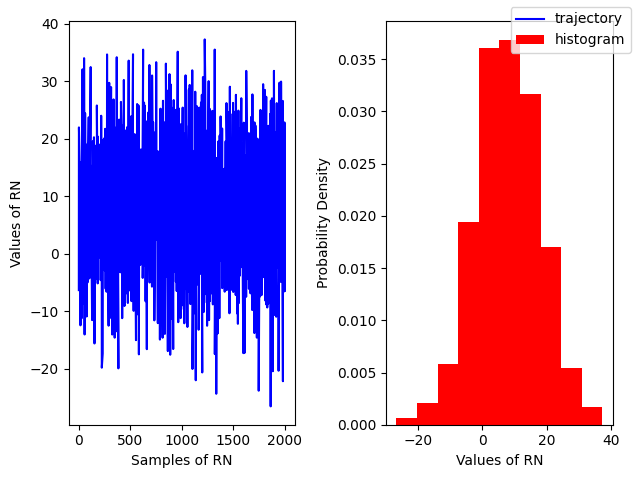 40
30
20
10
0
−10
−20
0 500 1000 1500 2000
Values of RN
Samples of RN
trajectory
histogram
0.035
0.030
0.025
0.020
0.015
0.010
0.005
0.000
−20 0 20 40
Probability Density
Values of RN